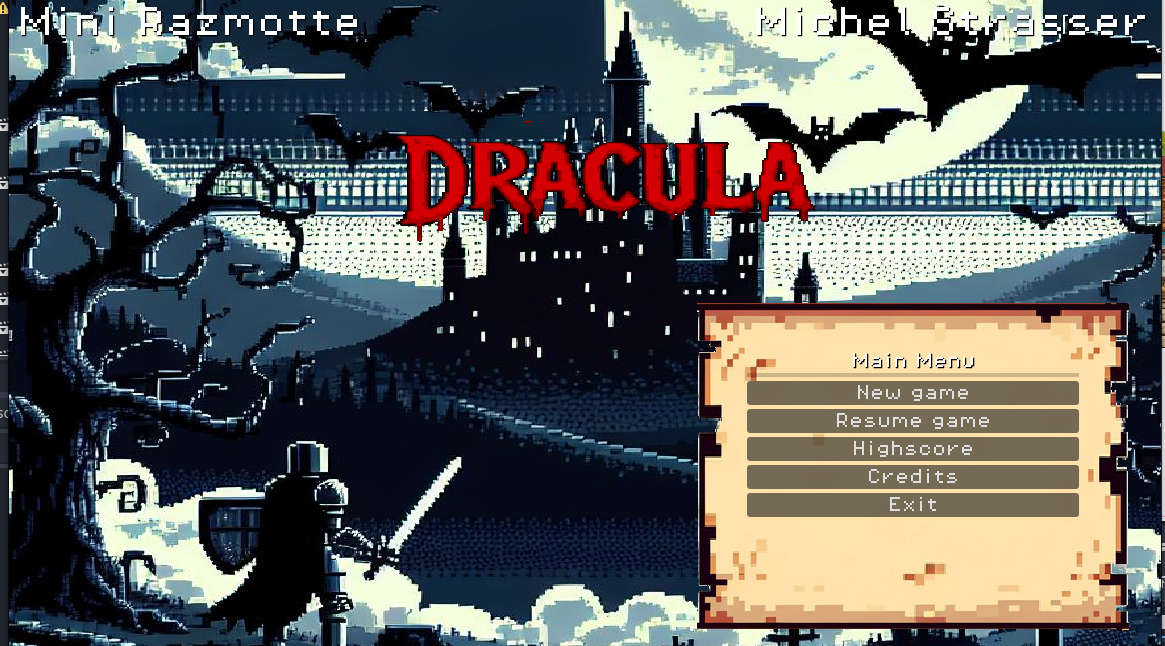 Mini Razmotte
Michel Strasser
DRACULA
Main Menu
New game
Resume game
Highscore
Credits
Exit